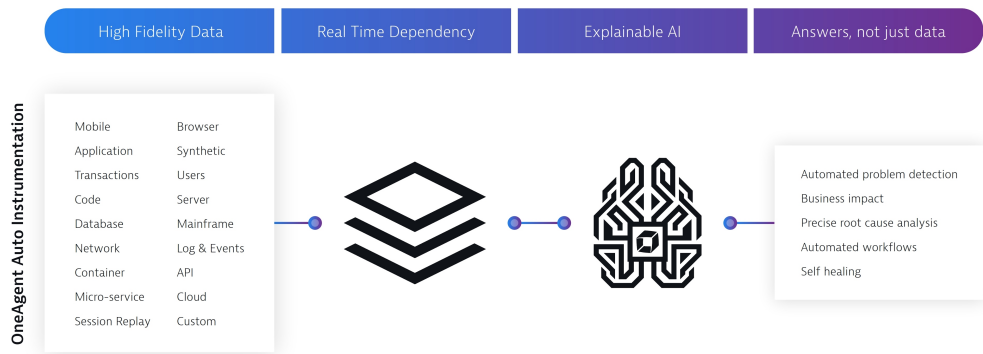 High Fidelity Data
Real Time Dependency
Explainable AI
Answers, not just data
OneAgent Auto Instrumentation
Mobile
Application
Transactions
Code
Database
Network
Container
Micro-service
Session Replay
Browser
Synthetic
Users
Server
Mainframe
Log & Events
API
Cloud
Custom
Automated problem detection
Business impact
Precise root cause analysis
Automated workflows
Self healing